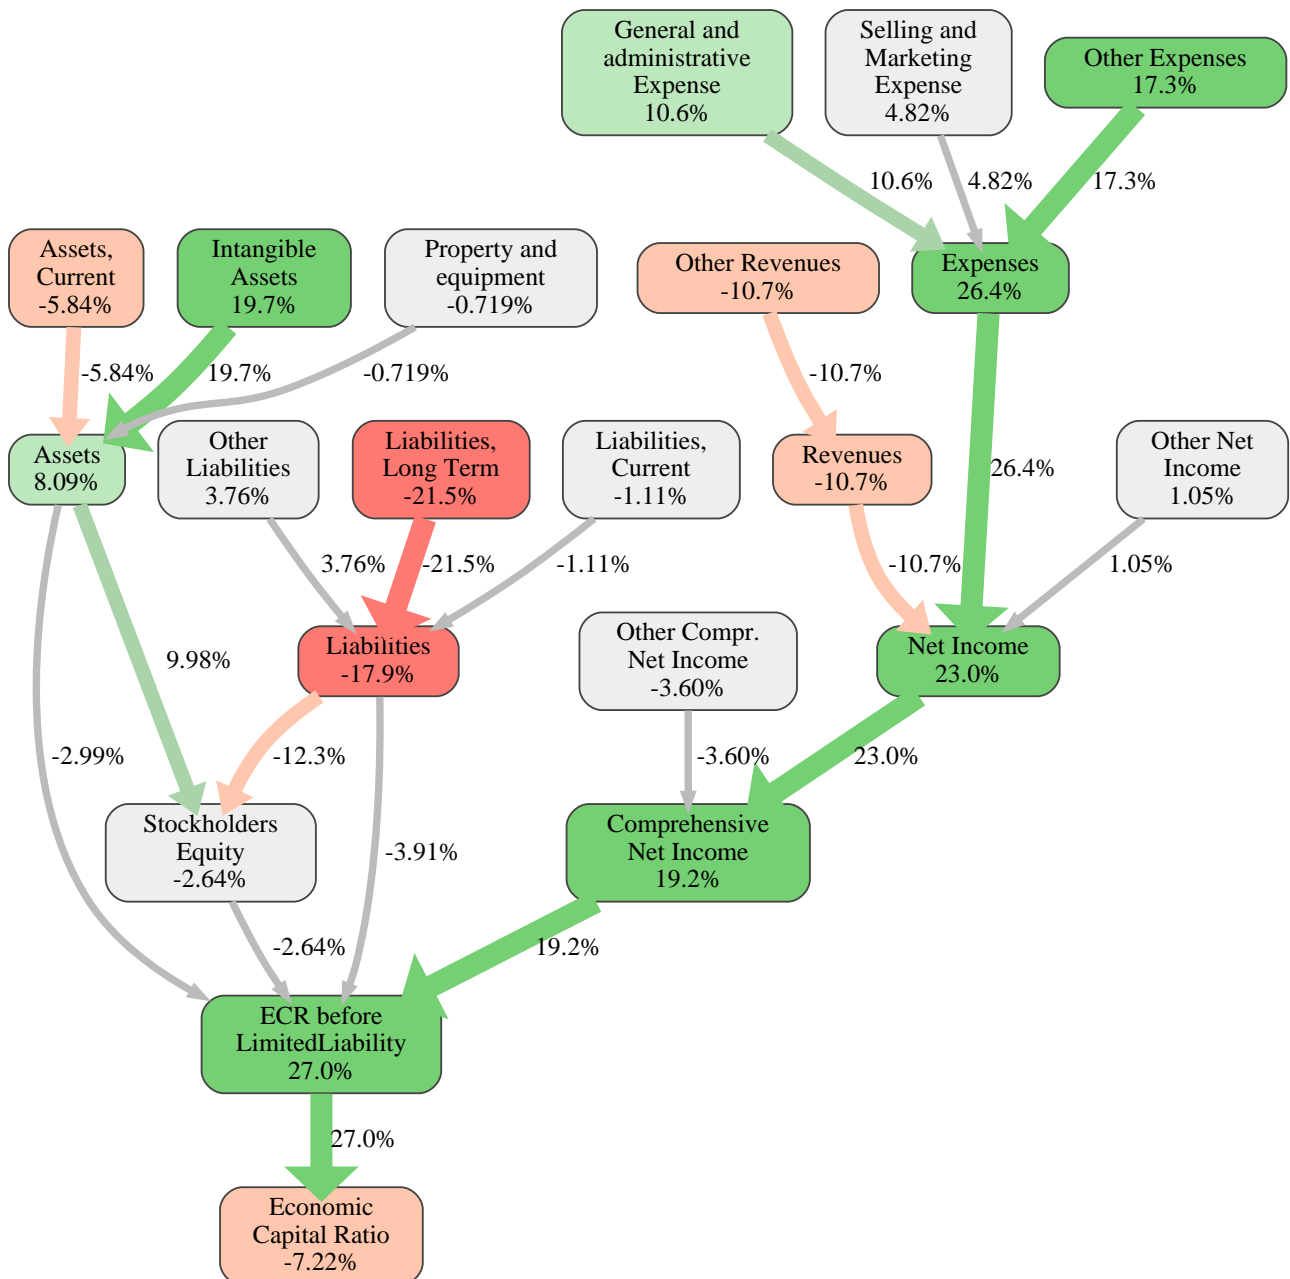 General and
administrative
Expense
10.6%
Selling and
Marketing
Expense
4.82%
Other Expenses
17.3%
10.6%
4.82%
17.3%
Assets,
Current
-5.84%
Intangible
Assets
19.7%
Property and
equipment
-0.719%
Other Revenues
-10.7%
Expenses
26.4%
-5.84%
19.7%
-0.719%
-10.7%
26.4%
Assets
8.09%
Other
Liabilities
3.76%
Liabilities,
Long Term
-21.5%
Liabilities,
Current
-1.11%
Revenues
-10.7%
Other Net
Income
1.05%
3.76%
-21.5%
-1.11%
-10.7%
1.05%
9.98%
Liabilities
-17.9%
Other Compr.
Net Income
-3.60%
Net Income
23.0%
-2.99%
-12.3%
-3.60%
23.0%
Stockholders
Equity
-2.64%
-3.91%
Comprehensive
Net Income
19.2%
-2.64%
19.2%
ECR before
LimitedLiability
27.0%
27.0%
Economic
Capital Ratio
-7.22%